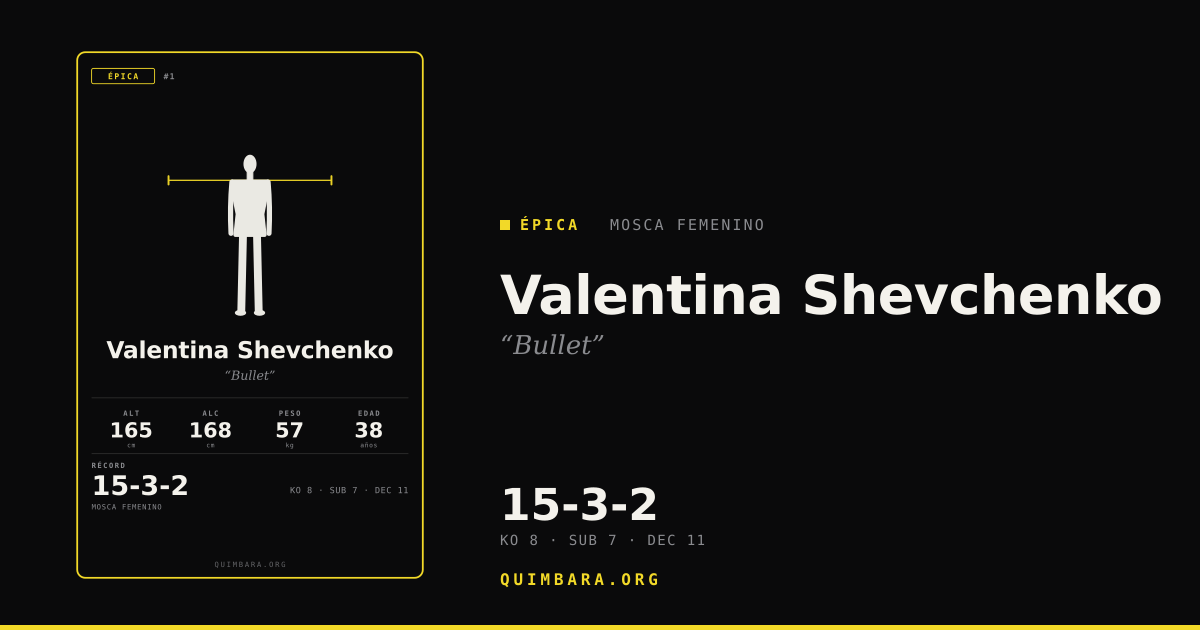 ÉPICA #1
Valentina Shevchenko
“Bullet”
ALT ALC PESO EDAD
165 168 57 38
cm cm kg años
RÉCORD
15-3-2
KO 8 · SUB 7 · DEC 11
MOSCA FEMENINO
QUIMBARA.ORG
ÉPICA MOSCA FEMENINO
Valentina Shevchenko
“Bullet”
15-3-2
KO 8 · SUB 7 · DEC 11
QUIMBARA.ORG